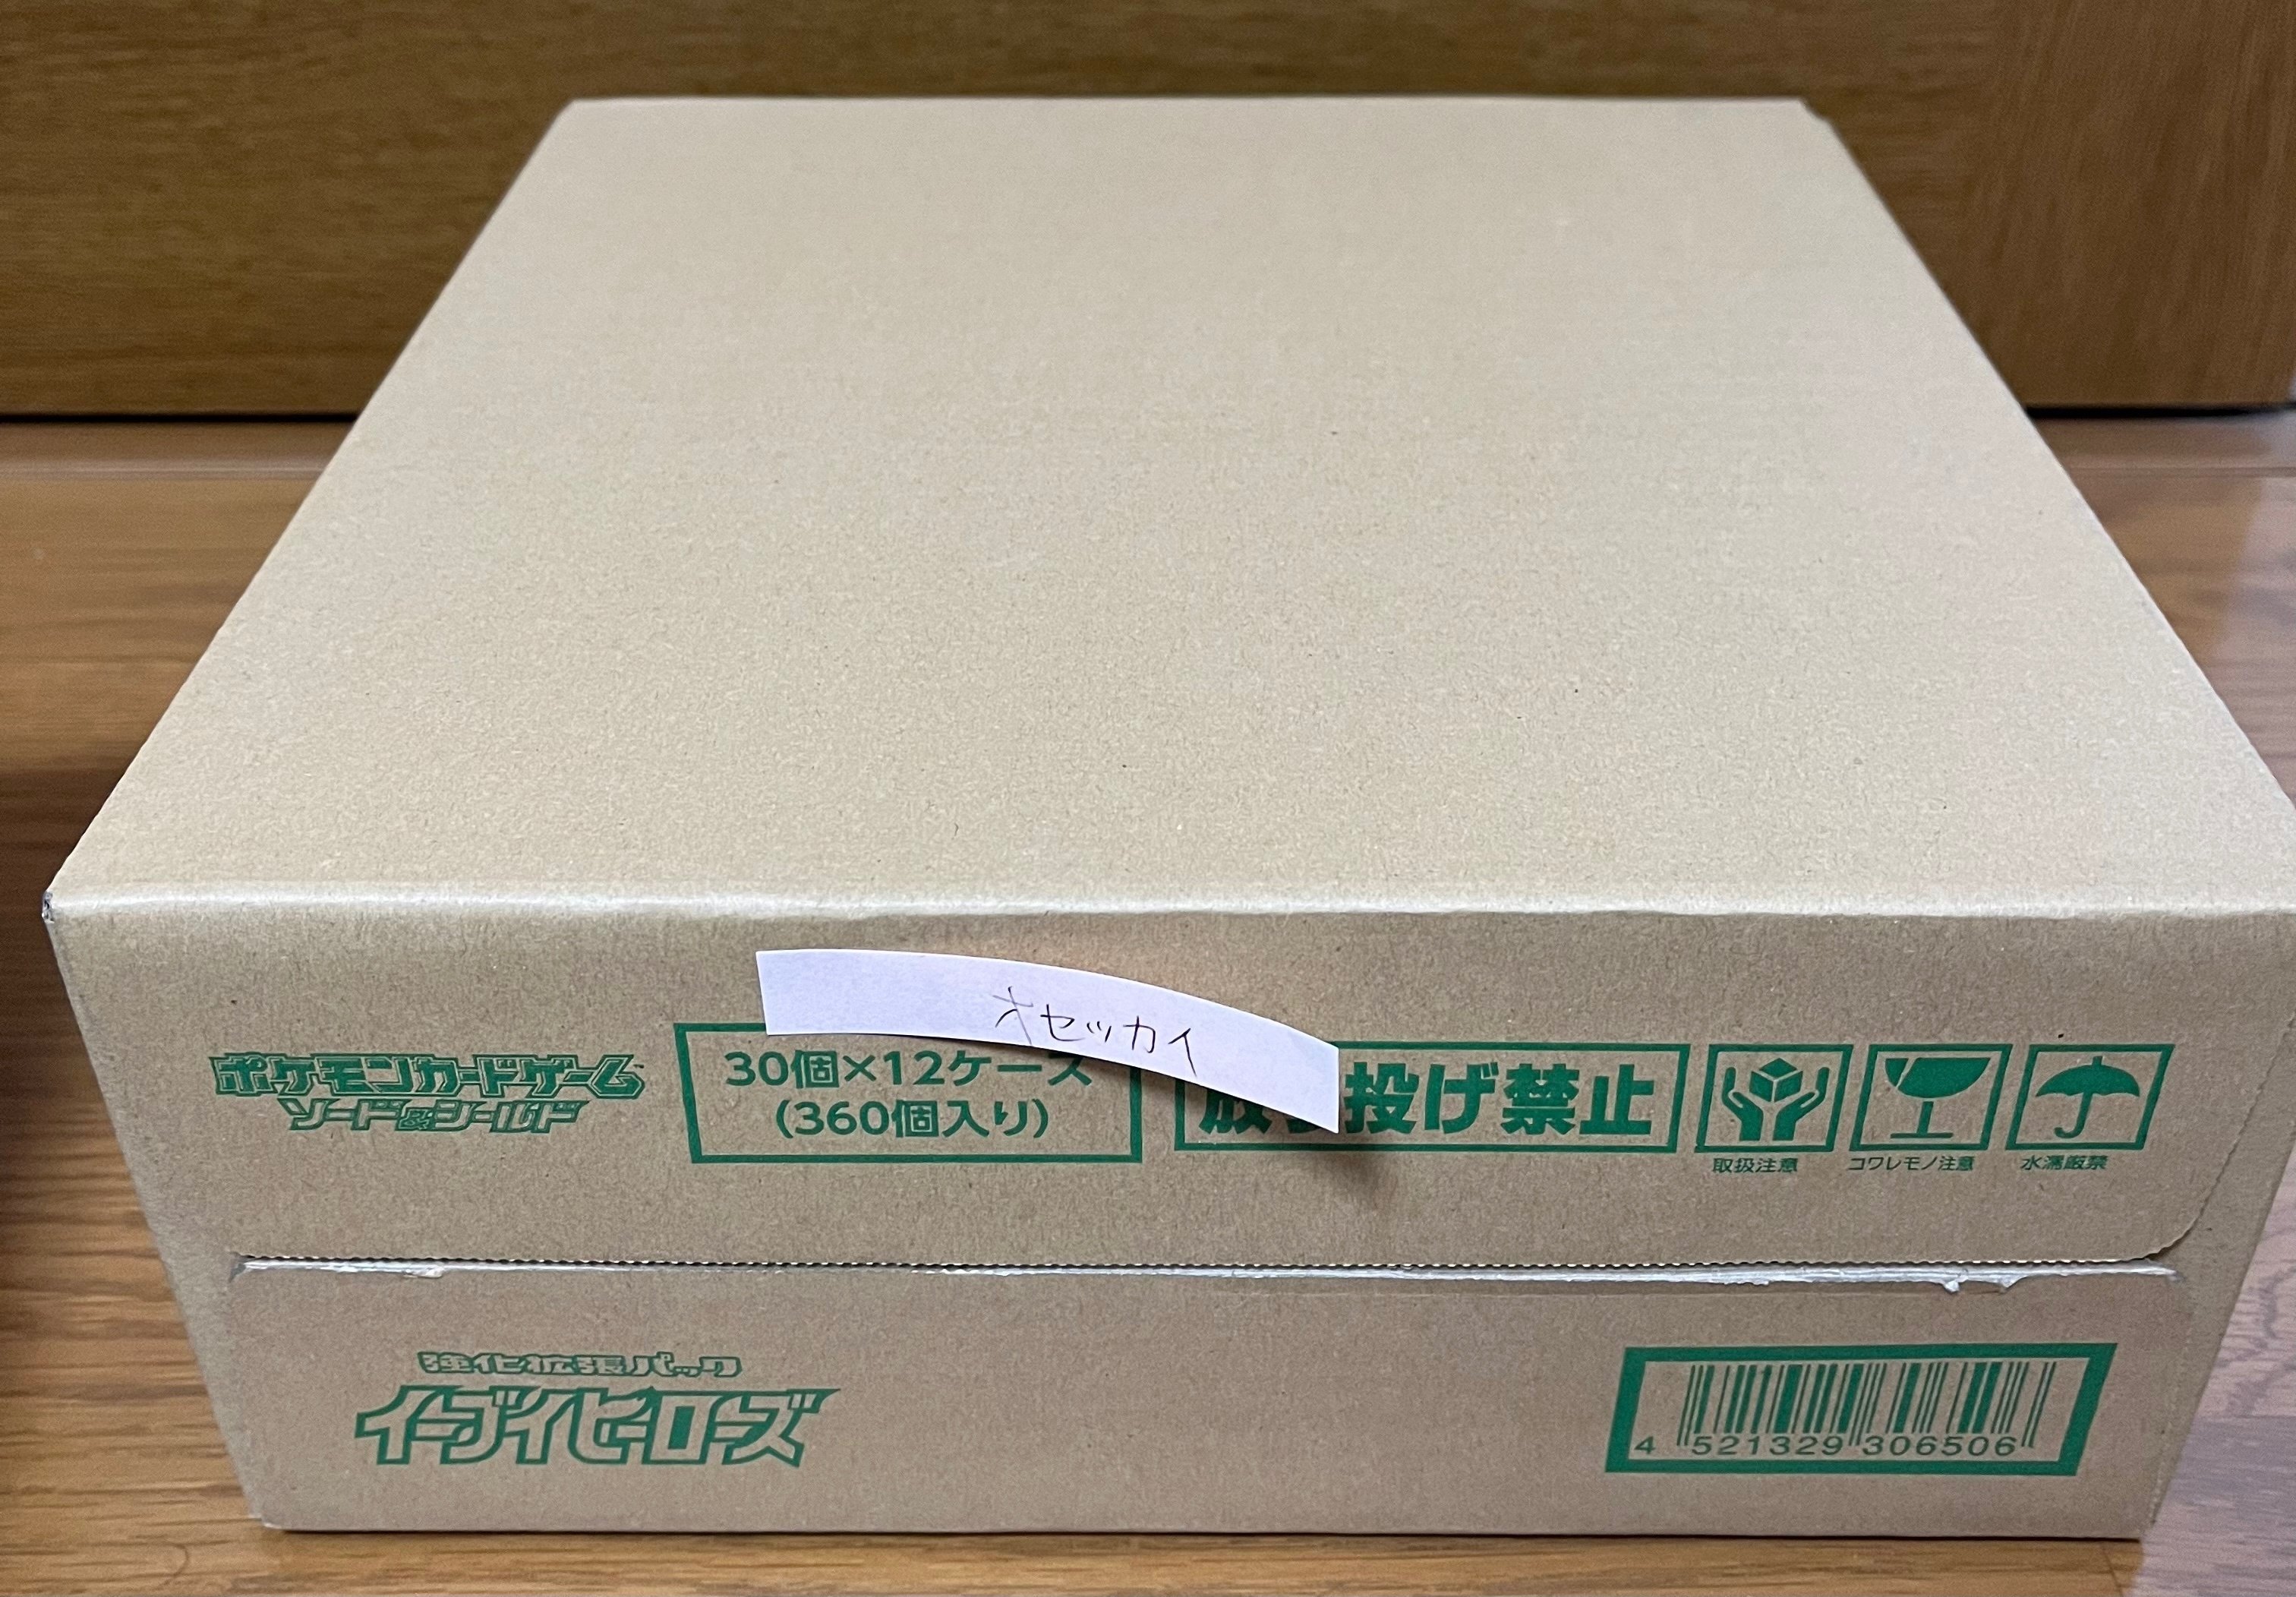 オセッカイ
ポケモンカードゲーム
ソード&シールド
30個×12ケース
(360個入り)
投げ禁止
取扱注意
コワレモノ注意
水濡厳禁
強化拡張パック
イーブイヒーローズ
4 521329 306506